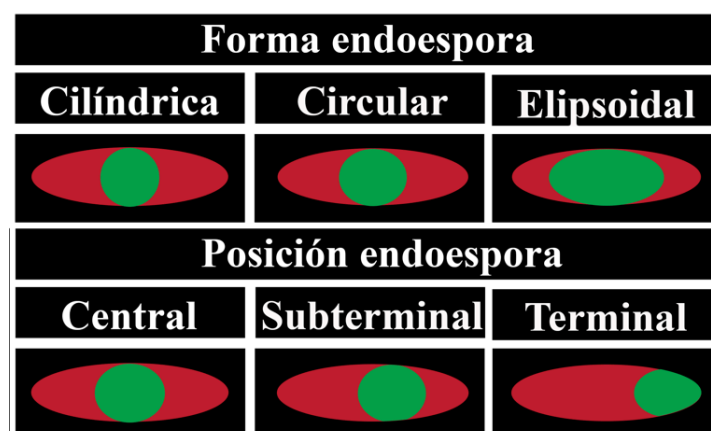 Forma endoespora
Cilíndrica Circular Elipsoidal
Posición endoespora
Central Subterminal Terminal